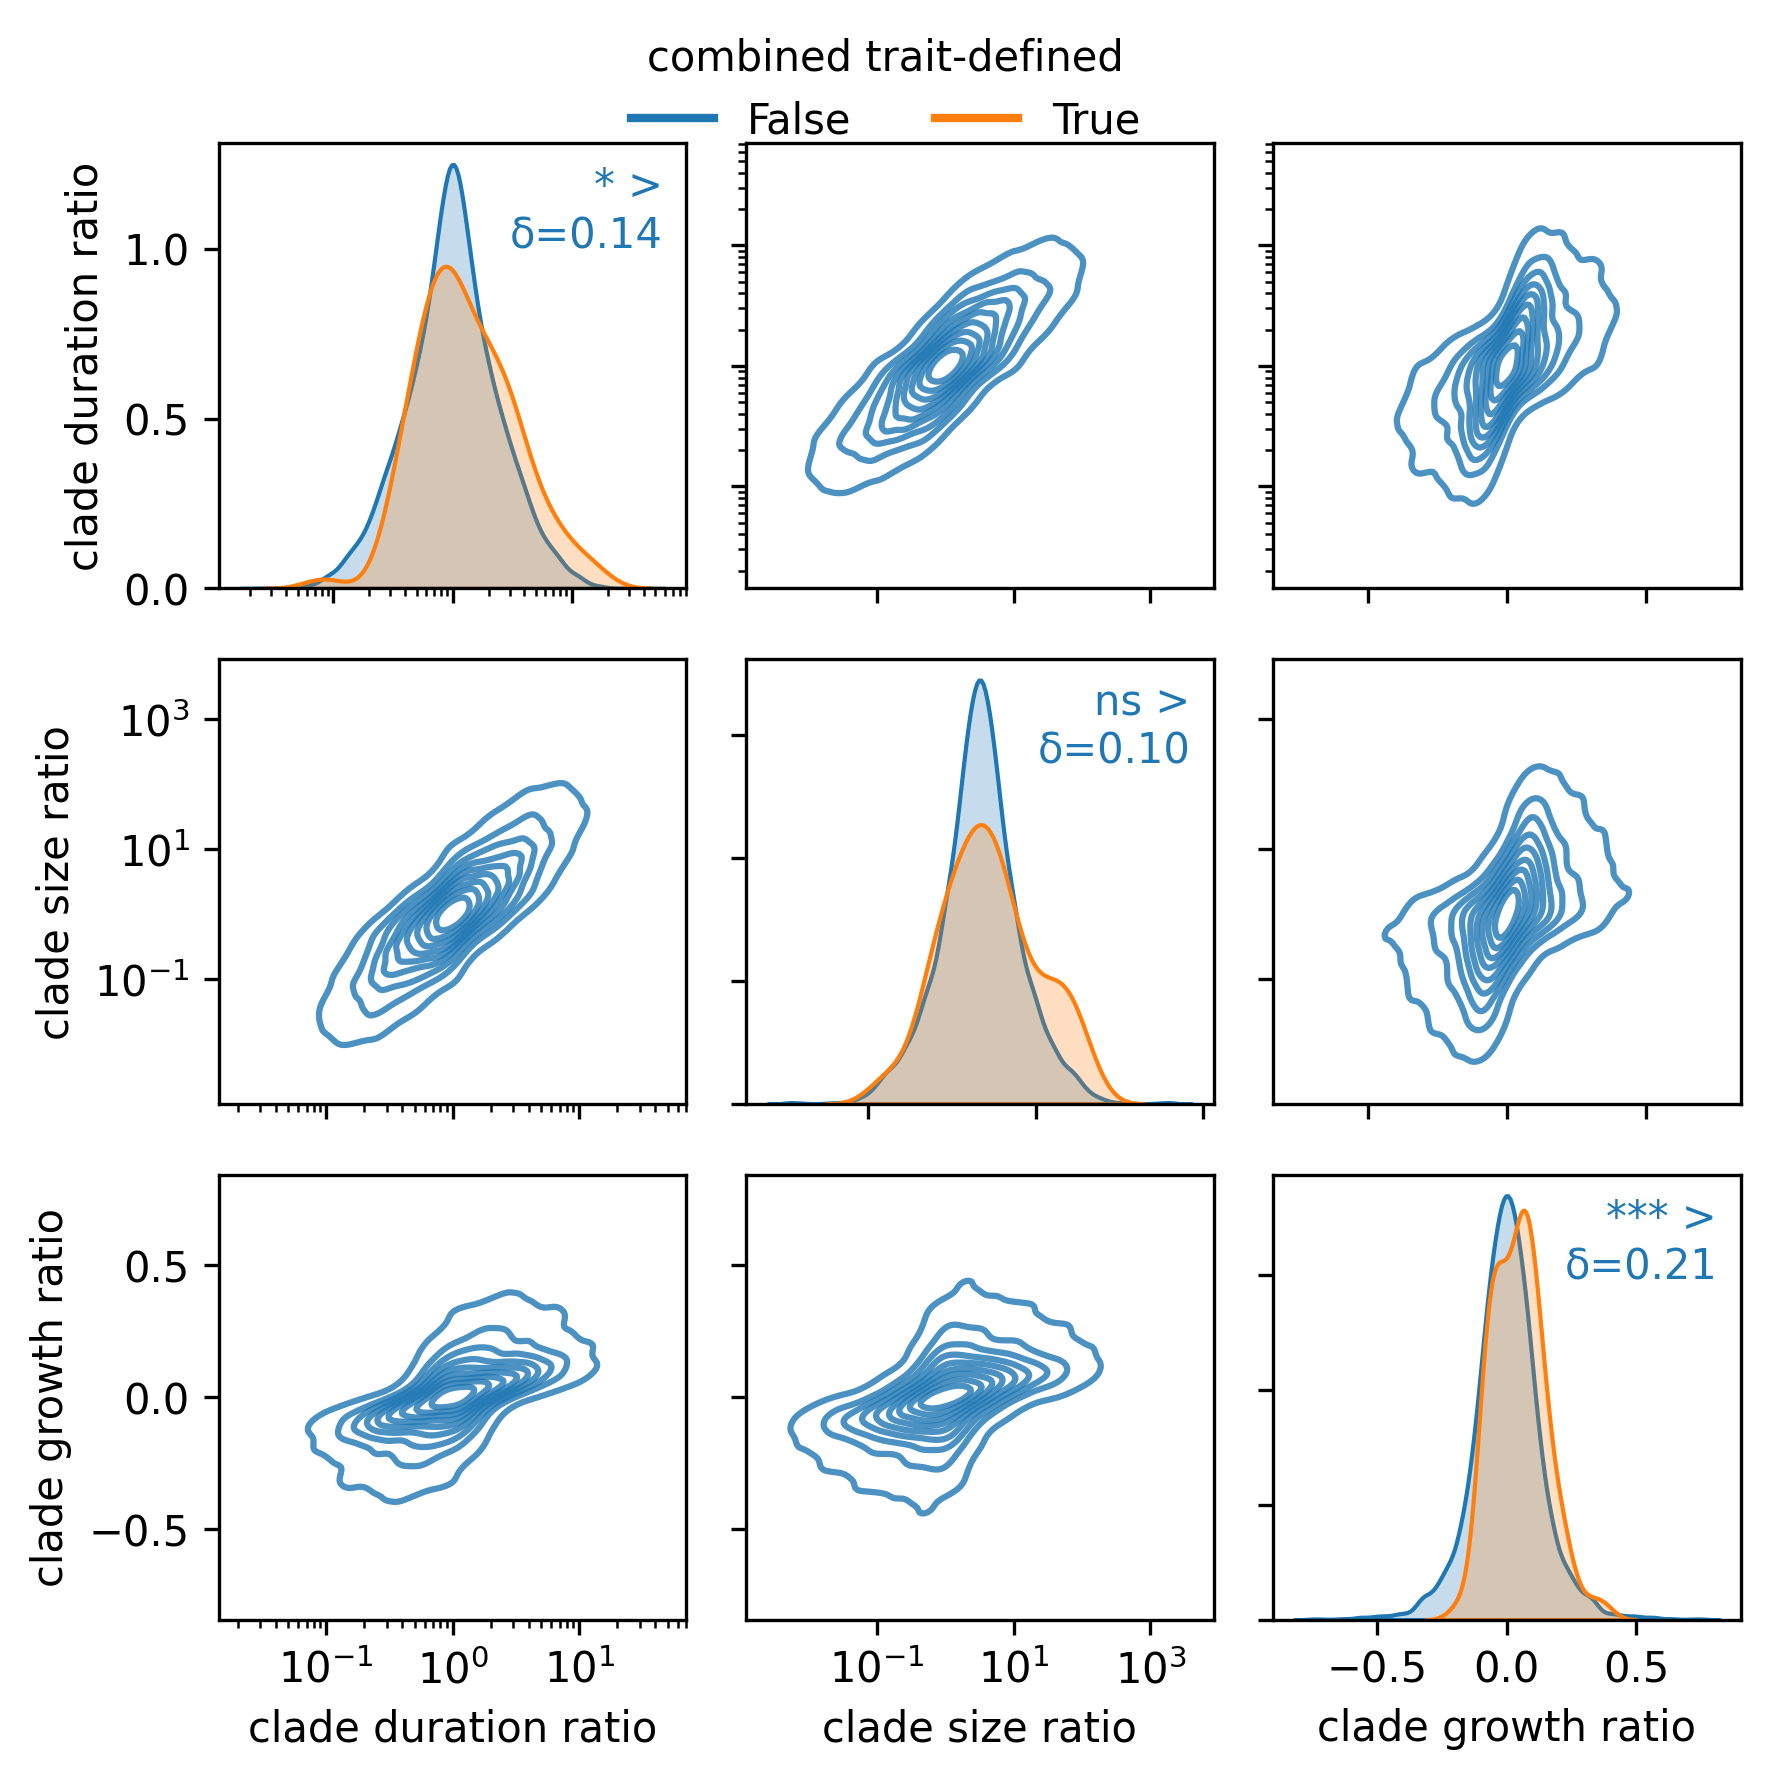 combined trait-defined
False True
clade duration ratio
1.0
0.5
0.0
* >
δ=0.14
clade size ratio
10³
10¹
10⁻¹
ns >
δ=0.10
clade growth ratio
0.5
0.0
−0.5
*** >
δ=0.21
10⁻¹ 10⁰ 10¹
10⁻¹ 10¹ 10³
−0.5 0.0 0.5
clade duration ratio
clade size ratio
clade growth ratio